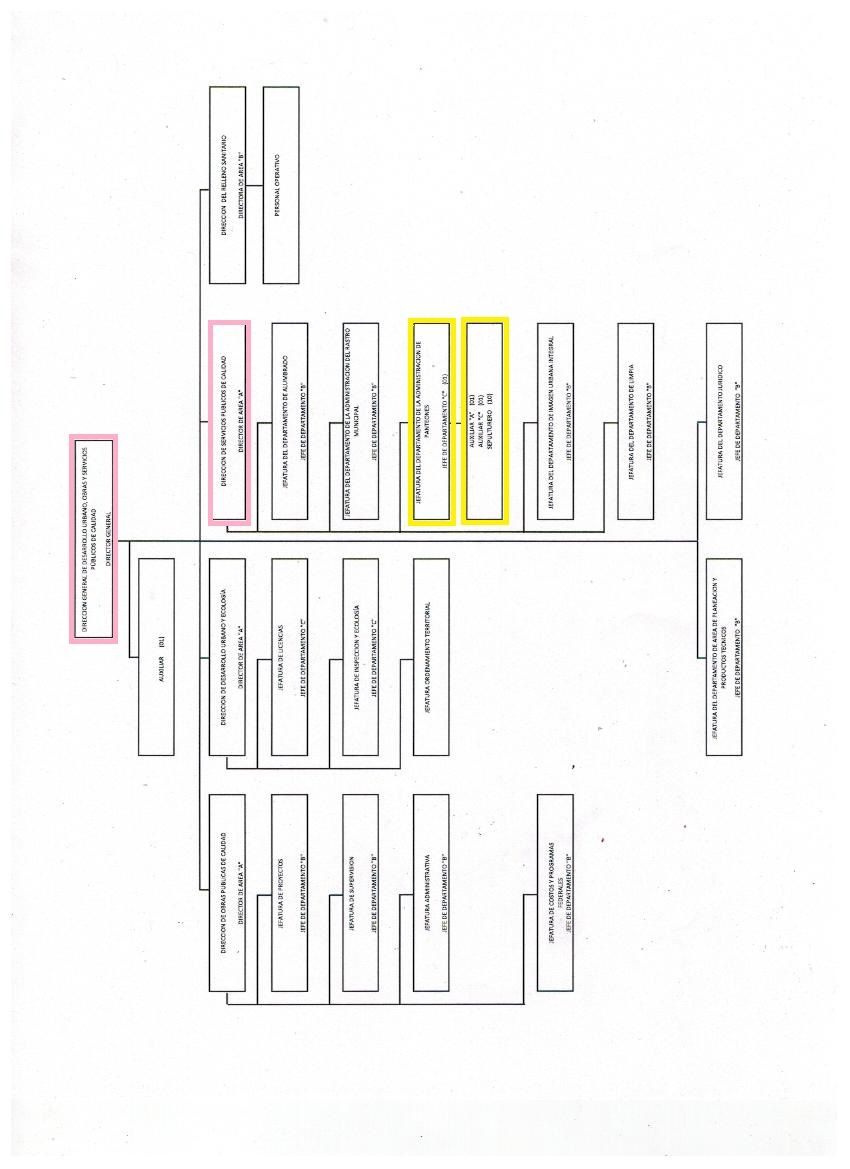 DIRECCION GENERAL DE DESARROLLO URBANO, OBRAS Y SERVICIOS
PÚBLICOS DE CALIDAD
DIRECTOR GENERAL
AUXILIAR (01)
DIRECCION DE OBRAS PUBLICAS DE CALIDAD
DIRECTOR DE AREA "A"
JEFATURA DE PROYECTOS
JEFE DE DEPARTAMENTO "B"
JEFATURA DE SUPERVISION
JEFE DE DEPARTAMENTO "B"
JEFATURA ADMINISTRATIVA
JEFE DE DEPARTAMENTO "B"
JEFATURA DE COSTOS Y PROGRAMAS
FEDERALES
JEFE DE DEPARTAMENTO "B"
DIRECCION DE DESARROLLO URBANO Y ECOLOGÍA
DIRECTOR DE AREA "A"
JEFATURA DE LICENCIAS
JEFE DE DEPARTAMENTO "C"
JEFATURA DE INSPECCION Y ECOLOGÍA
JEFE DE DEPARTAMENTO "C"
JEFATURA ORDENAMIENTO TERRITORIAL
DIRECCION DE SERVICIOS PUBLICOS DE CALIDAD
DIRECTOR DE AREA "A"
JEFATURA DEL DEPARTAMENTO DE ALUMBRADO
JEFE DE DEPARTAMENTO "B"
JEFATURA DEL DEPARTAMENTO DE LA ADMINISTRACION DEL RASTRO
MUNICIPAL
JEFE DE DEPARTAMENTO "B"
JEFATURA DEL DEPARTAMENTO DE LA ADMINISTRACION DE
PANTEONES
JEFE DE DEPARTAMENTO "C" (01)
AUXILIAR "A" (01)
AUXILIAR "C" (01)
SEPULTURERO (10)
JEFATURA DEL DEPARTAMENTO DE IMAGEN URBANA INTEGRAL
JEFE DE DEPARTAMENTO "B"
JEFATURA DEL DEPARTAMENTO DE LIMPIA
JEFE DE DEPARTAMENTO "B"
DIRECCION DEL RELLENO SANITARIO
DIRECTORA DE AREA "B"
PERSONAL OPERATIVO
JEFATURA DEL DEPARTAMENTO DE AREA DE PLANEACION Y
PRODUCTOS TECNICOS
JEFE DE DEPARTAMENTO "B"
JEFATURA DEL DEPARTAMENTO JURIDICO
JEFE DE DEPARTAMENTO "B"